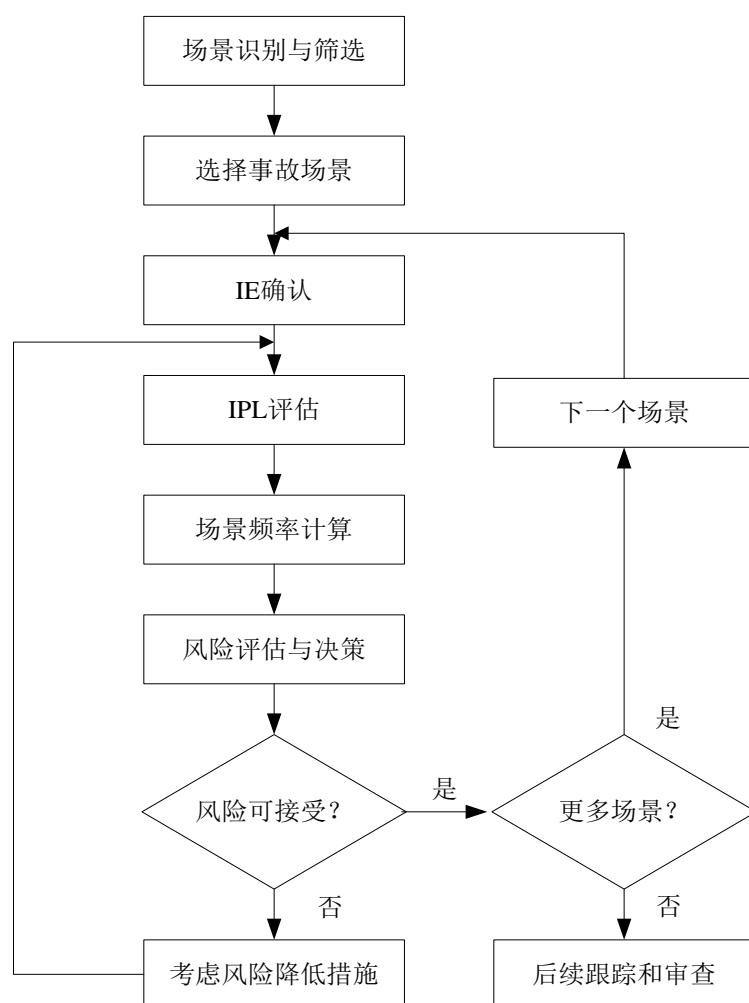 场景识别与筛选
选择事故场景
IE确认
IPL评估
下一个场景
场景频率计算
风险评估与决策
是
风险可接受？
是
更多场景？
否
否
考虑风险降低措施
后续跟踪和审查